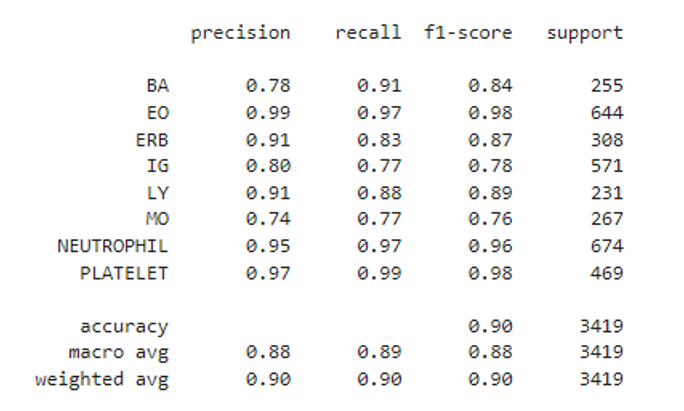 precision recall f1-score support
BA 0.78 0.91 0.84 255
EO 0.99 0.97 0.98 644
ERB 0.91 0.83 0.87 308
IG 0.80 0.77 0.78 571
LY 0.91 0.88 0.89 231
MO 0.74 0.77 0.76 267
NEUTROPHIL 0.95 0.97 0.96 674
PLATELET 0.97 0.99 0.98 469
accuracy 0.90 3419
macro avg 0.88 0.89 0.88 3419
weighted avg 0.90 0.90 0.90 3419